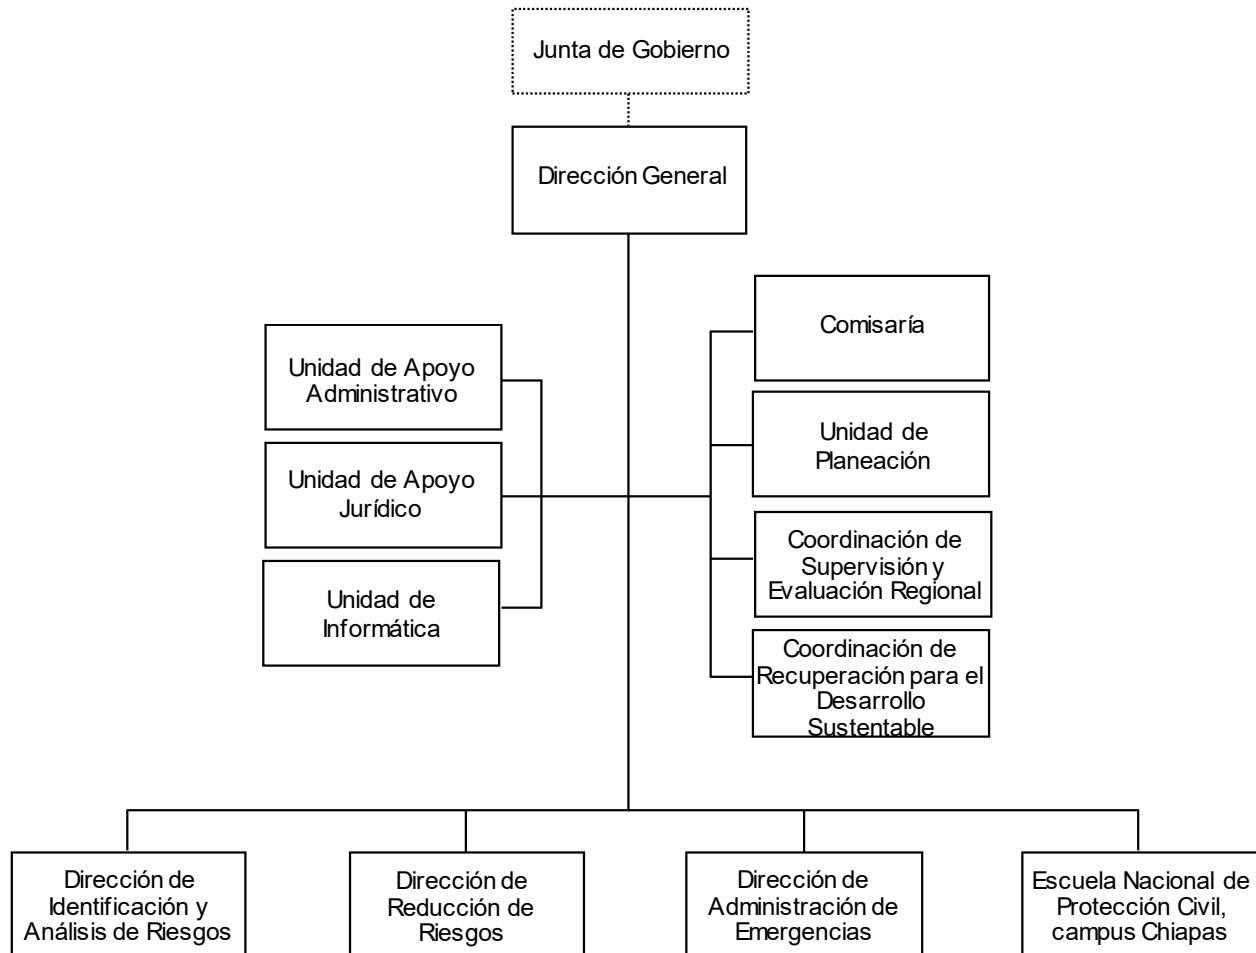 Junta de Gobierno
Dirección General
Comisaría
Unidad de Apoyo
Administrativo
Unidad de
Planeación
Unidad de Apoyo
Jurídico
Coordinación de
Supervisión y
Evaluación Regional
Unidad de
Informática
Coordinación de
Recuperación para el
Desarrollo
Sustentable
Dirección de
Identificación y
Análisis de Riesgos
Dirección de
Reducción de
Riesgos
Dirección de
Administración de
Emergencias
Escuela Nacional de
Protección Civil,
campus Chiapas